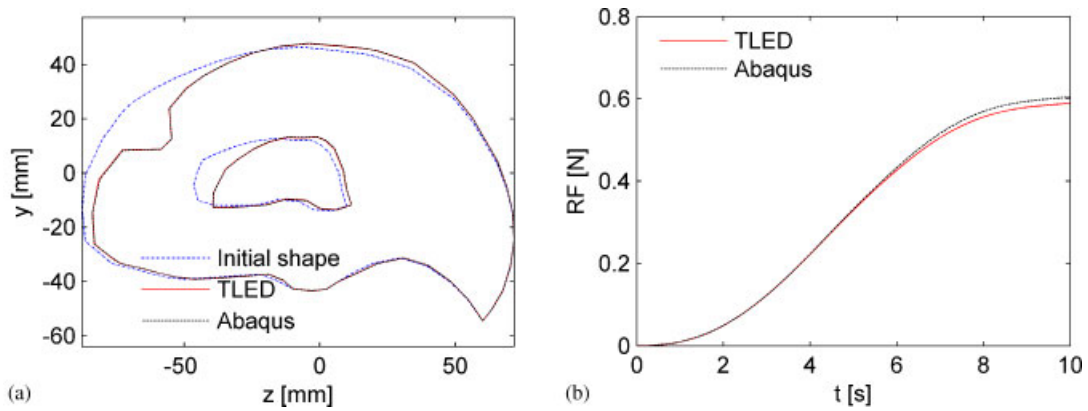 40
20
0
-20
-40
-60
y [mm]
Initial shape
TLED
Abaqus
-50
0
50
z [mm]
(a)
0.8
0.6
0.4
0.2
0
RF [N]
TLED
Abaqus
0
2
4
6
8
10
t [s]
(b)